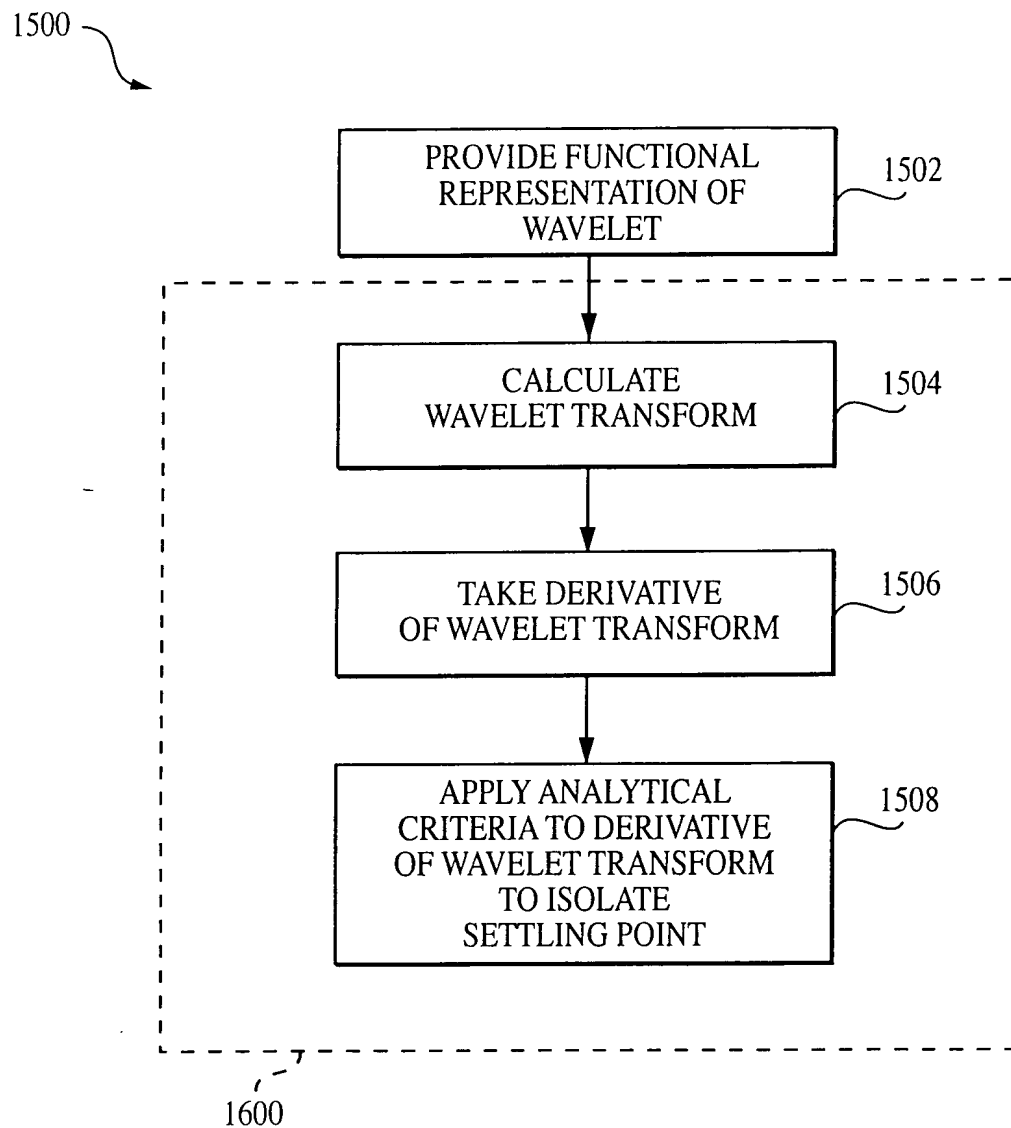 1500
PROVIDE FUNCTIONAL
REPRESENTATION OF
WAVELET
1502
CALCULATE
WAVELET TRANSFORM
1504
TAKE DERIVATIVE
OF WAVELET TRANSFORM
1506
APPLY ANALYTICAL
CRITERIA TO DERIVATIVE
OF WAVELET TRANSFORM
TO ISOLATE
SETTLING POINT
1508
1600